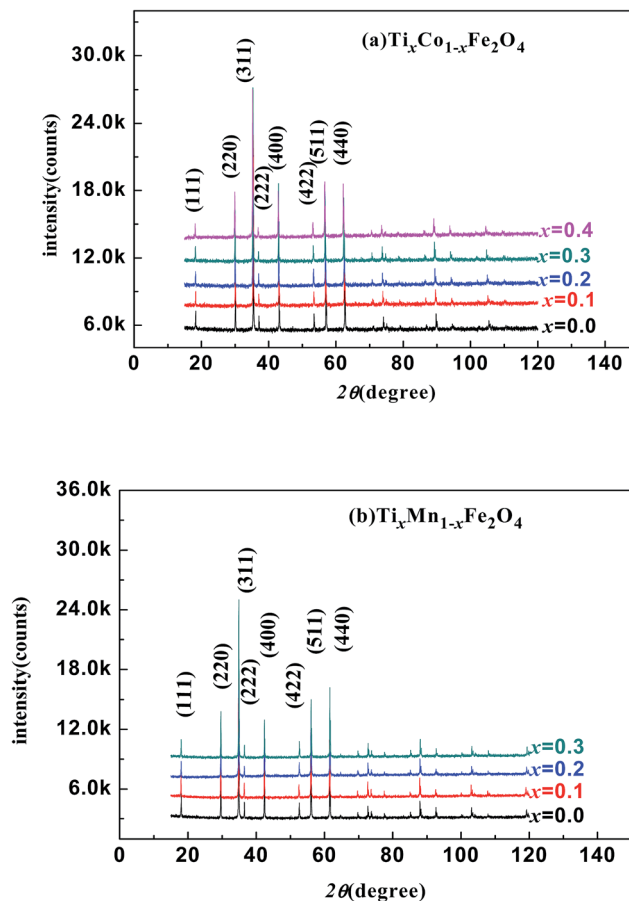 (a)TixCo1-xFe2O4
30.0k
24.0k
18.0k
12.0k
6.0k
intensity(counts)
(111)
(220)
(311)
(222)
(400)
(422)
(511)
(440)
x=0.4
x=0.3
x=0.2
x=0.1
x=0.0
0 20 40 60 80 100 120 140
2θ(degree)
36.0k
(b)TixMn1-xFe2O4
30.0k
24.0k
18.0k
12.0k
6.0k
intensity(counts)
(111)
(220)
(311)
(222)
(400)
(422)
(511)
(440)
x=0.3
x=0.2
x=0.1
x=0.0
0 20 40 60 80 100 120 140
2θ(degree)